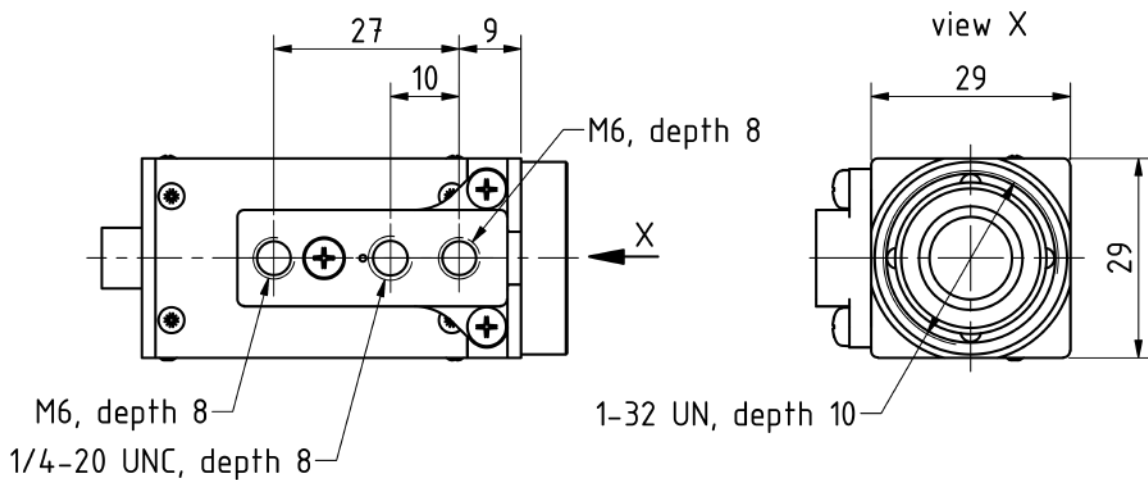 27
9
view X
10
29
M6, depth 8
X
29
M6, depth 8
1-32 UN, depth 10
1/4-20 UNC, depth 8